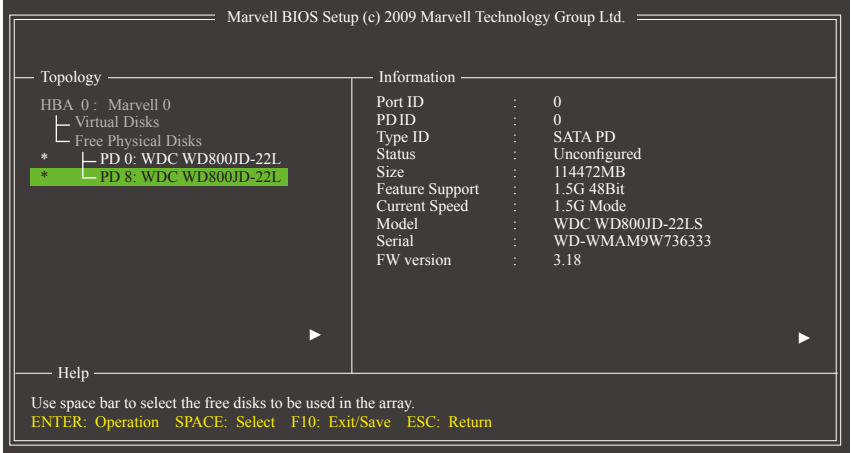 Marvell BIOS Setup (c) 2009 Marvell Technology Group Ltd.
Topology
HBA 0 : Marvell 0
Virtual Disks
Free Physical Disks
* PD 0: WDC WD800JD-22L
* PD 8: WDC WD800JD-22L
Information
Port ID : 0
PD ID : 0
Type ID : SATA PD
Status : Unconfigured
Size : 114472MB
Feature Support : 1.5G 48Bit
Current Speed : 1.5G Mode
Model : WDC WD800JD-22LS
Serial : WD-WMAM9W736333
FW version : 3.18
Help
Use space bar to select the free disks to be used in the array.
ENTER: Operation SPACE: Select F10: Exit/Save ESC: Return